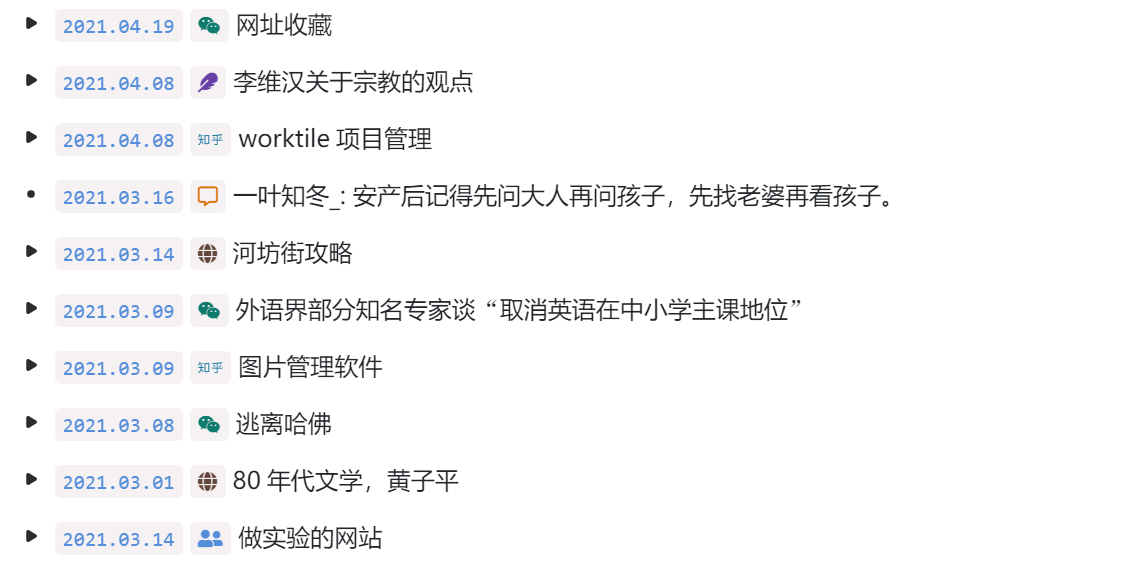 2021.04.19 网址收藏
2021.04.08 李维汉关于宗教的观点
2021.04.08 知乎 worktile 项目管理
2021.03.16 一叶知冬_: 安产后记得先问大人再问孩子，先找老婆再看孩子。
2021.03.14 河坊街攻略
2021.03.09 外语界部分知名专家谈“取消英语在中小学主课地位”
2021.03.09 知乎 图片管理软件
2021.03.08 逃离哈佛
2021.03.01 80 年代文学，黄子平
2021.03.14 做实验的网站